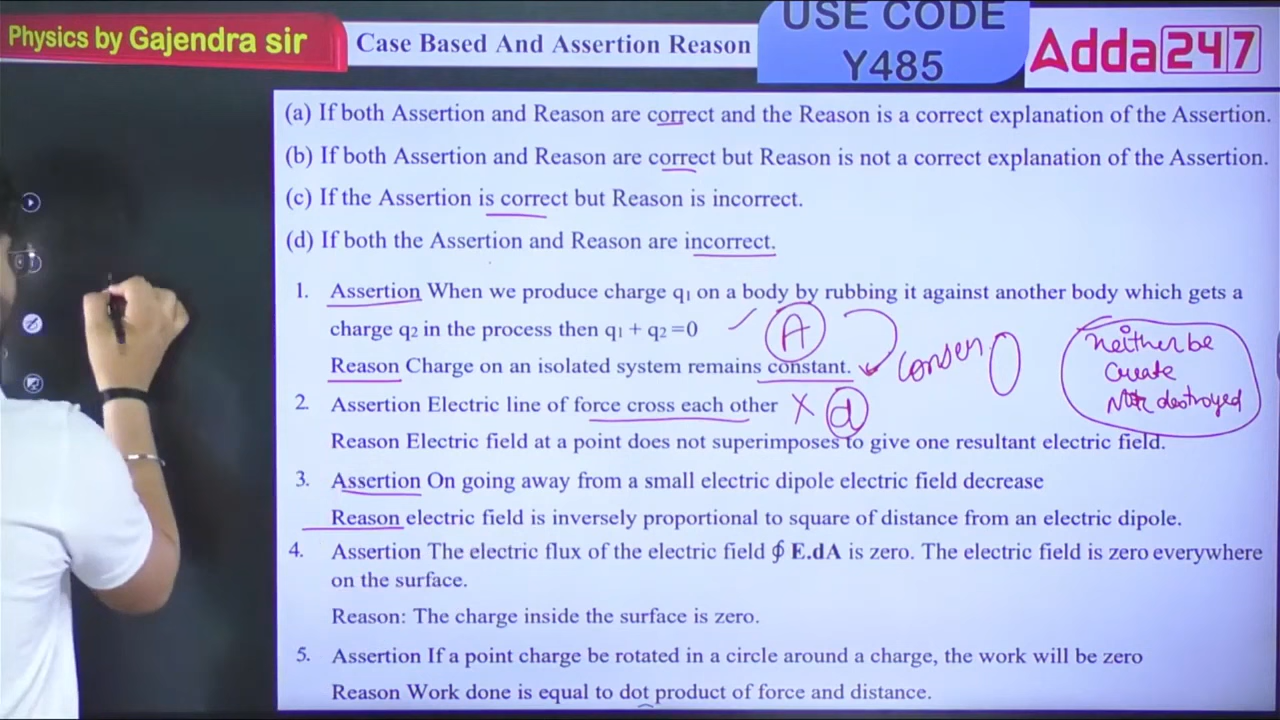 Physics by Gajendra sir
Case Based And Assertion Reason
USE CODE
Y485
Adda247
(a) If both Assertion and Reason are correct and the Reason is a correct explanation of the Assertion.
(b) If both Assertion and Reason are correct but Reason is not a correct explanation of the Assertion.
(c) If the Assertion is correct but Reason is incorrect.
(d) If both the Assertion and Reason are incorrect.
1. Assertion When we produce charge q₁ on a body by rubbing it against another body which gets a
charge q₂ in the process then q₁ + q₂ =0
A
Reason Charge on an isolated system remains constant.
conser
neither be
create
destroyed
2. Assertion Electric line of force cross each other
X d
Reason Electric field at a point does not superimposes to give one resultant electric field.
3. Assertion On going away from a small electric dipole electric field decrease
Reason electric field is inversely proportional to square of distance from an electric dipole.
4. Assertion The electric flux of the electric field ∮ E.dA is zero. The electric field is zero everywhere
on the surface.
Reason: The charge inside the surface is zero.
5. Assertion If a point charge be rotated in a circle around a charge, the work will be zero
Reason Work done is equal to dot product of force and distance.